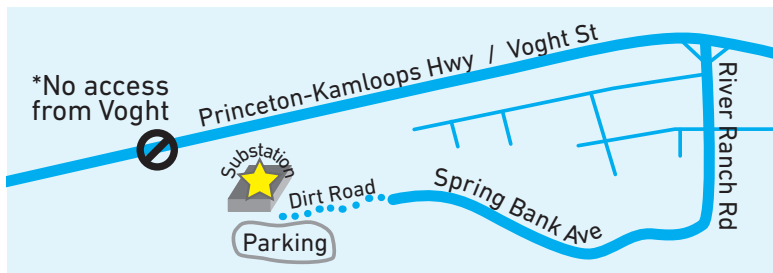 *No access
from Voght
Princeton-Kamloops Hwy / Voght St
River Ranch Rd
Substation
Dirt Road
Spring Bank Ave
Parking